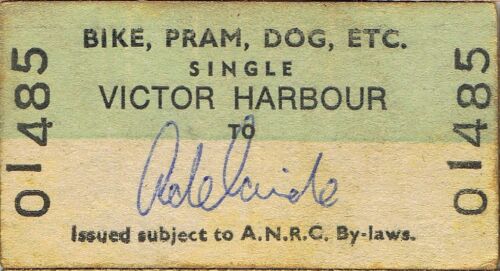 BIKE, PRAM, DOG, ETC.
SINGLE
VICTOR HARBOUR
TO
Adelaide
Issued subject to A.N.R.C. By-laws.
01485
01485